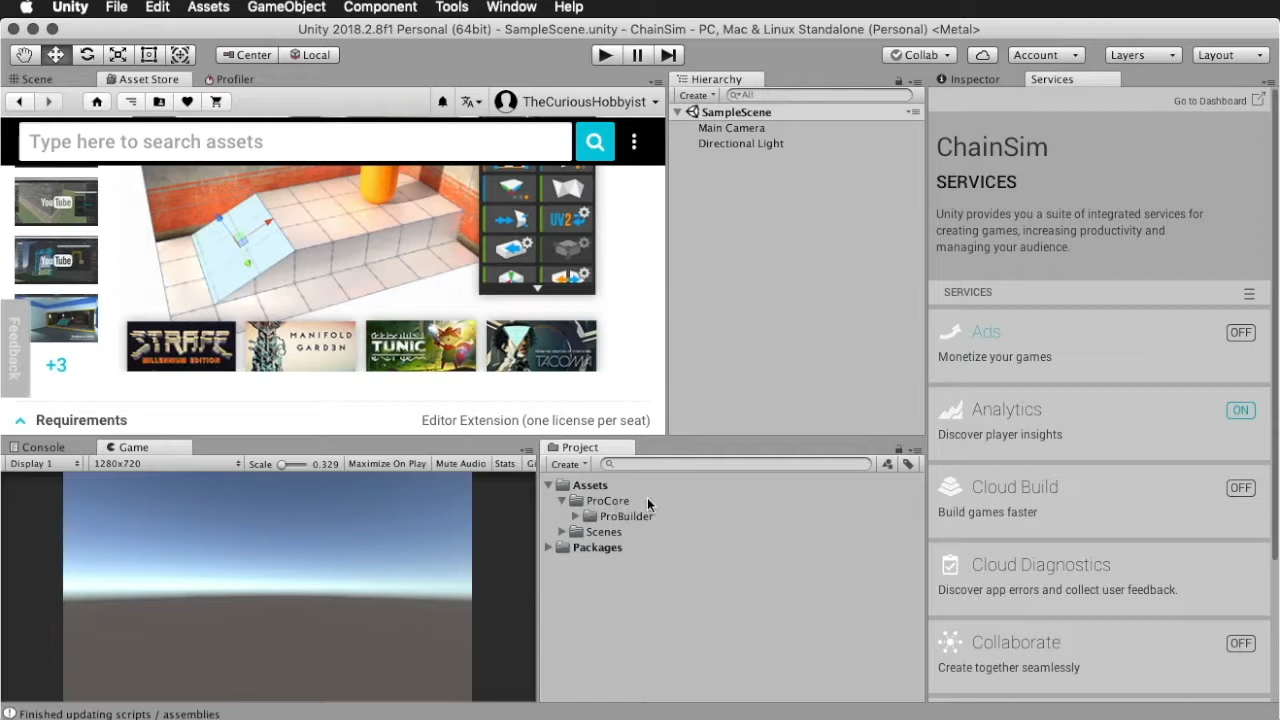 Unity File Edit Assets GameObject Component Tools Window Help
Unity 2018.2.8f1 Personal (64bit) - SampleScene.unity - ChainSim - PC, Mac & Linux Standalone (Personal) <Metal>
Center Local Collab Account Layers Layout
Scene Asset Store Profiler
TheCuriousHobbyist
Type here to search assets
YouTube
UV2
YouTube
STRAFE
MILLENNIUM EDITION
MANIFOLD
GARD3N
TUNIC
TACOMA
+3
Feedback
Requirements Editor Extension (one license per seat)
Hierarchy
Create All
SampleScene
Main Camera
Directional Light
Inspector Services
Go to Dashboard
ChainSim
SERVICES
Unity provides you a suite of integrated services for
creating games, increasing productivity and
managing your audience.
SERVICES
Ads OFF
Monetize your games
Analytics ON
Discover player insights
Cloud Build OFF
Build games faster
Cloud Diagnostics
Discover app errors and collect user feedback.
Collaborate OFF
Create together seamlessly
Console Game
Display 1 1280x720 Scale 0.329 Maximize On Play Mute Audio Stats
Project
Create
Assets
ProCore
ProBuilder
Scenes
Packages
Finished updating scripts / assemblies